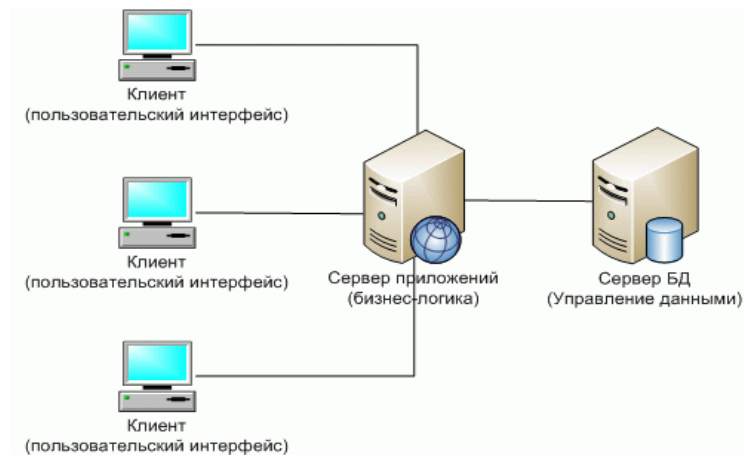 Клиент
(пользовательский интерфейс)
Клиент
(пользовательский интерфейс)
Сервер приложений
(бизнес-логика)
Сервер БД
(Управление данными)
Клиент
(пользовательский интерфейс)